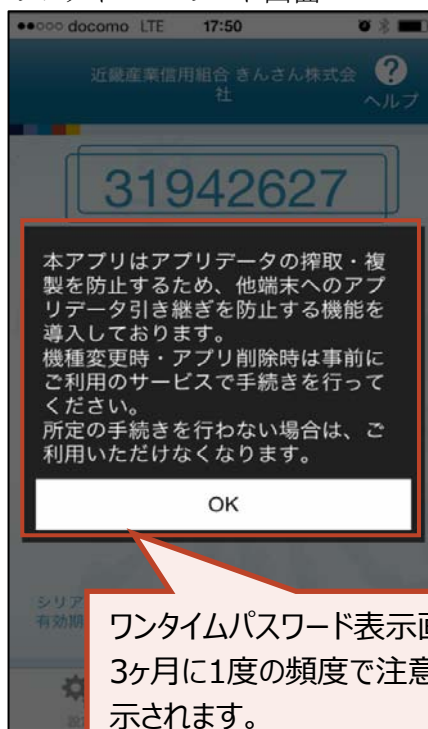 docomo LTE 17:50
近畿産業信用組合 きんさん株式会
社
ヘルプ
31942627
本アプリはアプリデータの搾取・複
製を防止するため、他端末へのアプ
リデータ引き継ぎを防止する機能を
導入しております。
機種変更時・アプリ削除時は事前に
ご利用のサービスで手続きを行って
ください。
所定の手続きを行わない場合は、ご
利用いただけなくなります。
OK
シリア
有効期
ワンタイムパスワード表示画
3ヶ月に1度の頻度で注意
示されます。